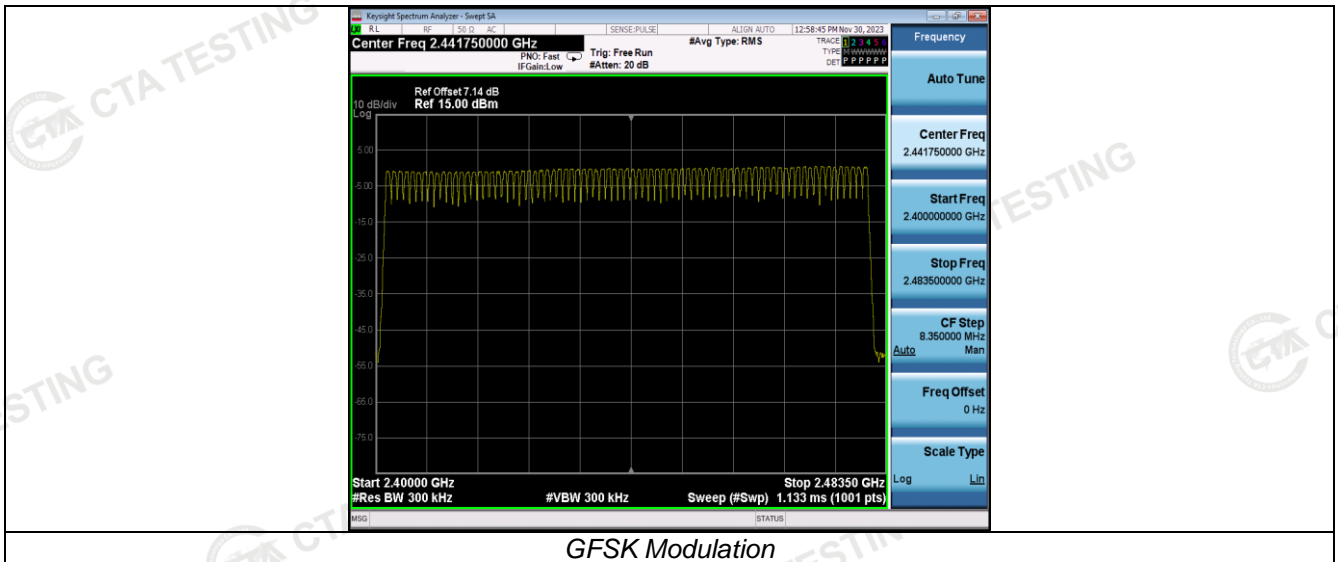 CTA TESTING
Keysight Spectrum Analyzer - Swept SA
RL RF 50 Ω AC SENSE:PULSE ALIGN AUTO 12:58:45 PM Nov 30, 2023
Center Freq 2.441750000 GHz #Avg Type: RMS TRACE 1 2 3 4 5 6
PNO: Fast Trig: Free Run TYPE
IFGain:Low #Atten: 20 dB DET P P P P P P
Frequency
Auto Tune
Ref Offset 7.14 dB
10 dB/div Ref 15.00 dBm
Log
5.00
-5.00
-15.0
-25.0
-35.0
-45.0
-55.0
-65.0
-75.0
Center Freq
2.441750000 GHz
Start Freq
2.400000000 GHz
Stop Freq
2.483500000 GHz
CF Step
8.350000 MHz
Auto Man
Freq Offset
0 Hz
Scale Type
Log Lin
Start 2.40000 GHz Stop 2.48350 GHz
#Res BW 300 kHz #VBW 300 kHz Sweep (#Swp) 1.133 ms (1001 pts)
MSG STATUS
GFSK Modulation
TESTING
CTA
STING
CT
ESTIN